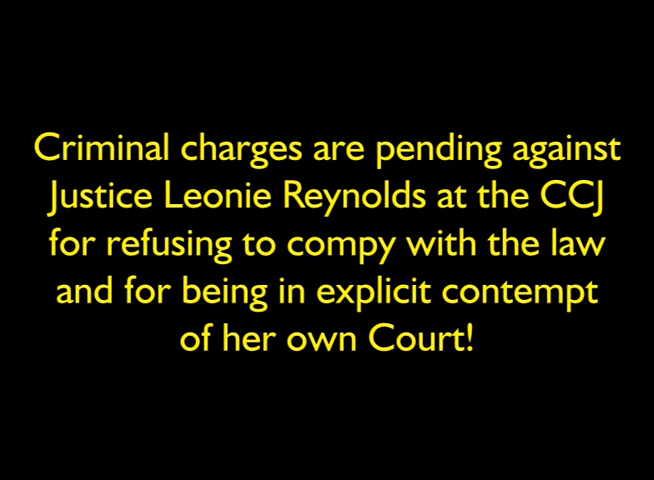 Criminal charges are pending against
Justice Leonie Reynolds at the CCJ
for refusing to compy with the law
and for being in explicit contempt
of her own Court!